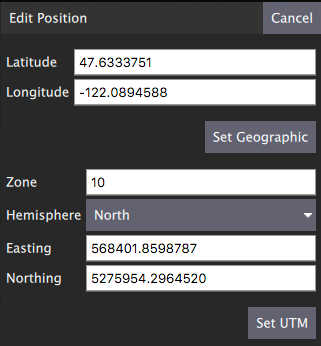 Edit Position Cancel
Latitude 47.6333751
Longitude -122.0894588
Set Geographic
Zone 10
Hemisphere North
Easting 568401.8598787
Northing 5275954.2964520
Set UTM